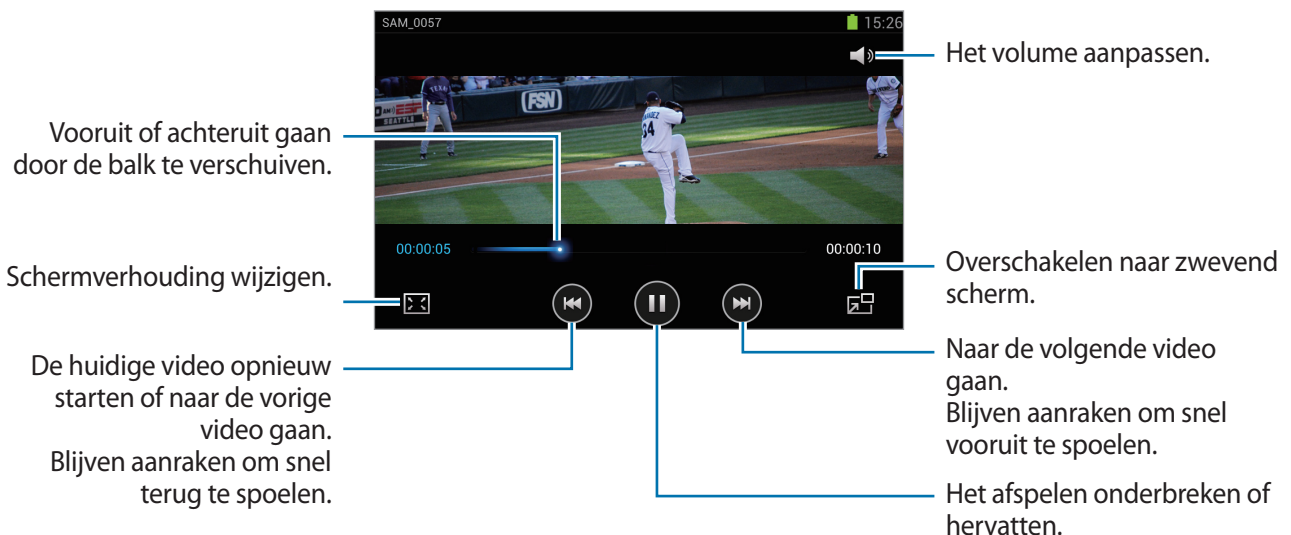 SAM_0057
15:26
Het volume aanpassen.
TEXAS
FSN
SEATTLE
34
Vooruit of achteruit gaan
door de balk te verschuiven.
00:00:05
00:00:10
Schermverhouding wijzigen.
Overschakelen naar zwevend
scherm.
De huidige video opnieuw
starten of naar de vorige
video gaan.
Blijven aanraken om snel
terug te spoelen.
Naar de volgende video
gaan.
Blijven aanraken om snel
vooruit te spoelen.
Het afspelen onderbreken of
hervatten.